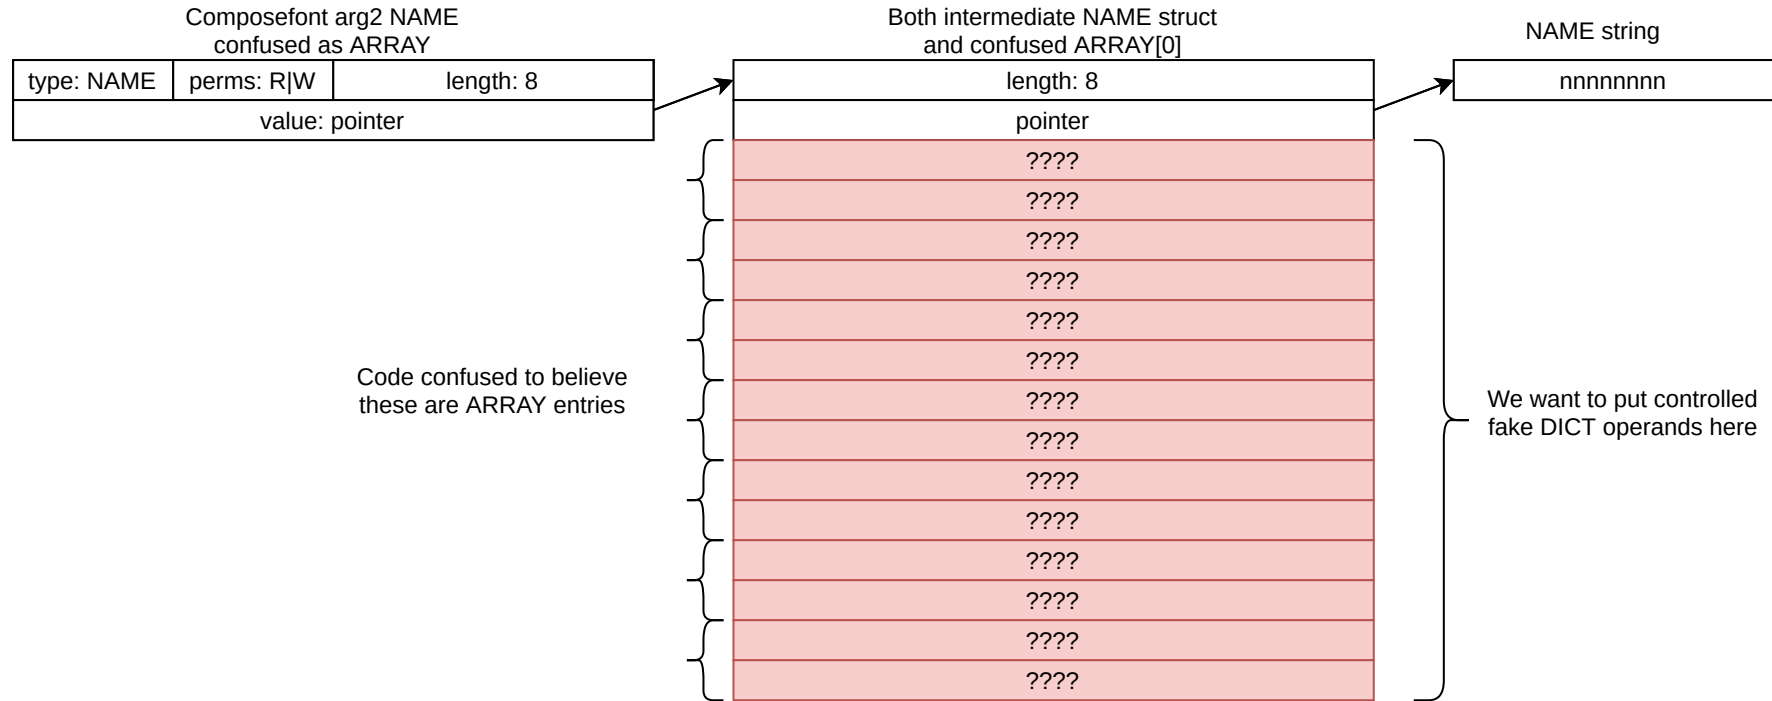 Composefont arg2 NAME
confused as ARRAY
Both intermediate NAME struct
and confused ARRAY[0]
NAME string
type: NAME
perms: R|W
length: 8
length: 8
nnnnnnnn
value: pointer
pointer
????
????
????
????
????
????
????
????
????
????
????
????
????
????
Code confused to believe
these are ARRAY entries
We want to put controlled
fake DICT operands here